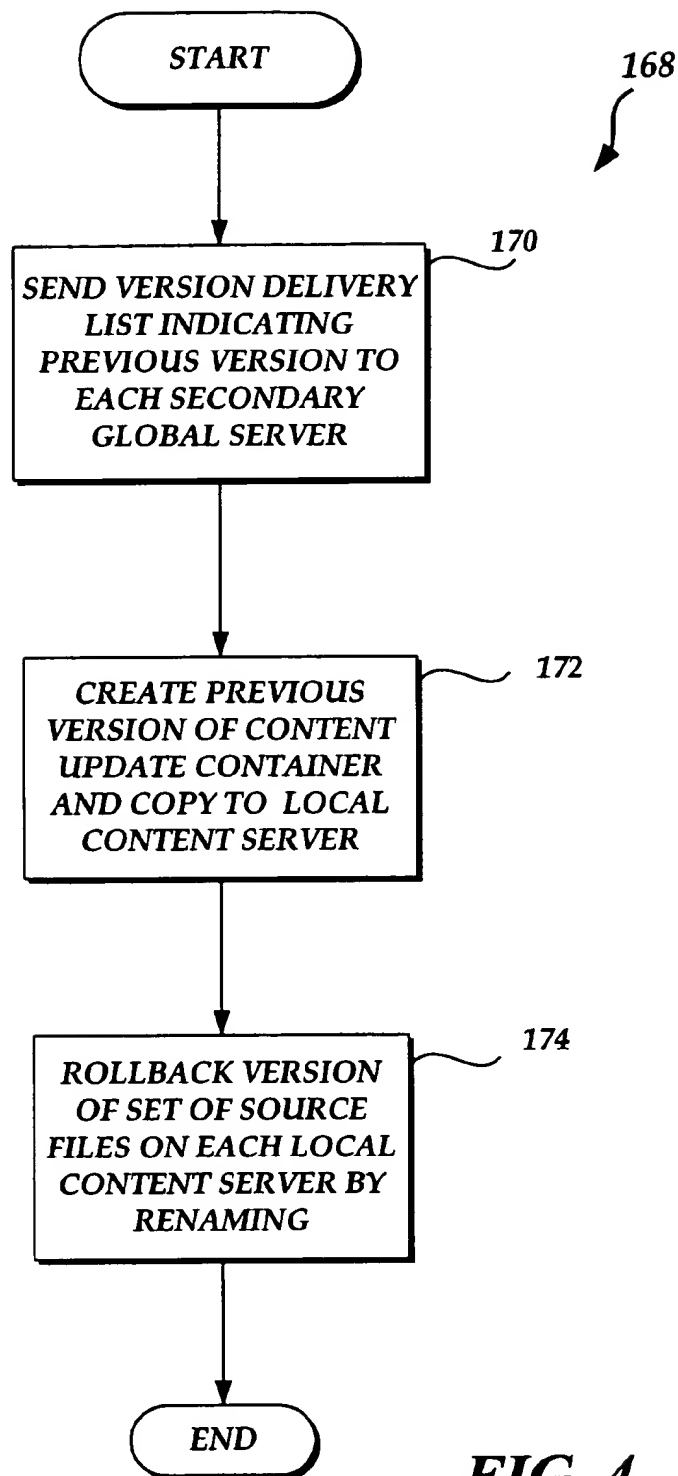 START
168
170
SEND VERSION DELIVERY
LIST INDICATING
PREVIOUS VERSION TO
EACH SECONDARY
GLOBAL SERVER
172
CREATE PREVIOUS
VERSION OF CONTENT
UPDATE CONTAINER
AND COPY TO LOCAL
CONTENT SERVER
174
ROLLBACK VERSION
OF SET OF SOURCE
FILES ON EACH LOCAL
CONTENT SERVER BY
RENAMING
END
FIG. 4